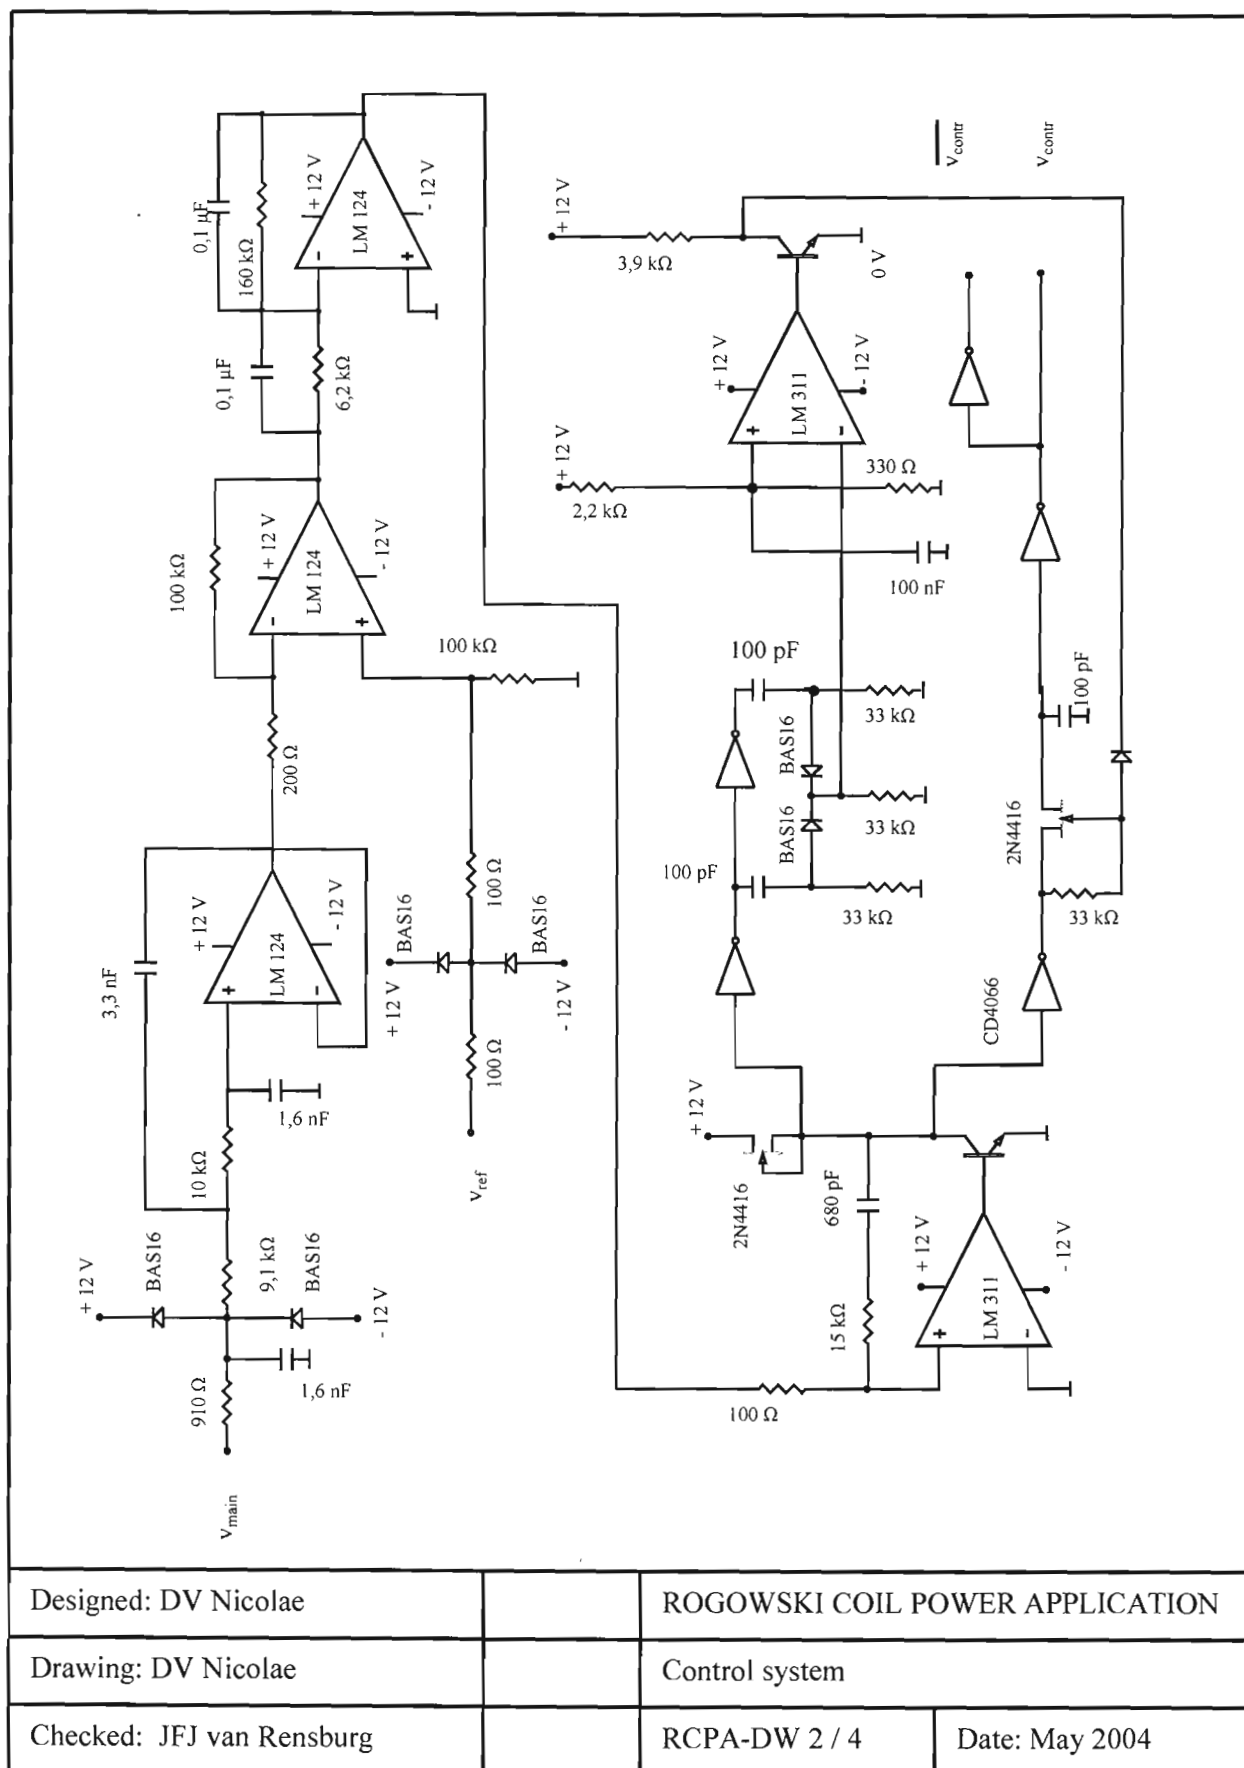 0,1 µF
160 kΩ
+ 12 V
LM 124
- 12 V
0,1 µF
6,2 kΩ
100 kΩ
+ 12 V
LM 124
- 12 V
100 kΩ
200 Ω
3,3 nF
+ 12 V
LM 124
- 12 V
BAS16
+ 12 V
100 Ω
BAS16
- 12 V
100 Ω
1,6 nF
10 kΩ
v_ref
+ 12 V
BAS16
9,1 kΩ
BAS16
- 12 V
910 Ω
1,6 nF
v_main
v_contr
v_contr
+ 12 V
3,9 kΩ
0 V
+ 12 V
LM 311
- 12 V
+ 12 V
2,2 kΩ
330 Ω
100 nF
100 pF
33 kΩ
BAS16
BAS16
33 kΩ
100 pF
33 kΩ
100 pF
2N4416
33 kΩ
CD4066
+ 12 V
2N4416
680 pF
15 kΩ
+ 12 V
LM 311
- 12 V
100 Ω
Designed: DV Nicolae
ROGOWSKI COIL POWER APPLICATION
Drawing: DV Nicolae
Control system
Checked: JFJ van Rensburg
RCPA-DW 2 / 4
Date: May 2004